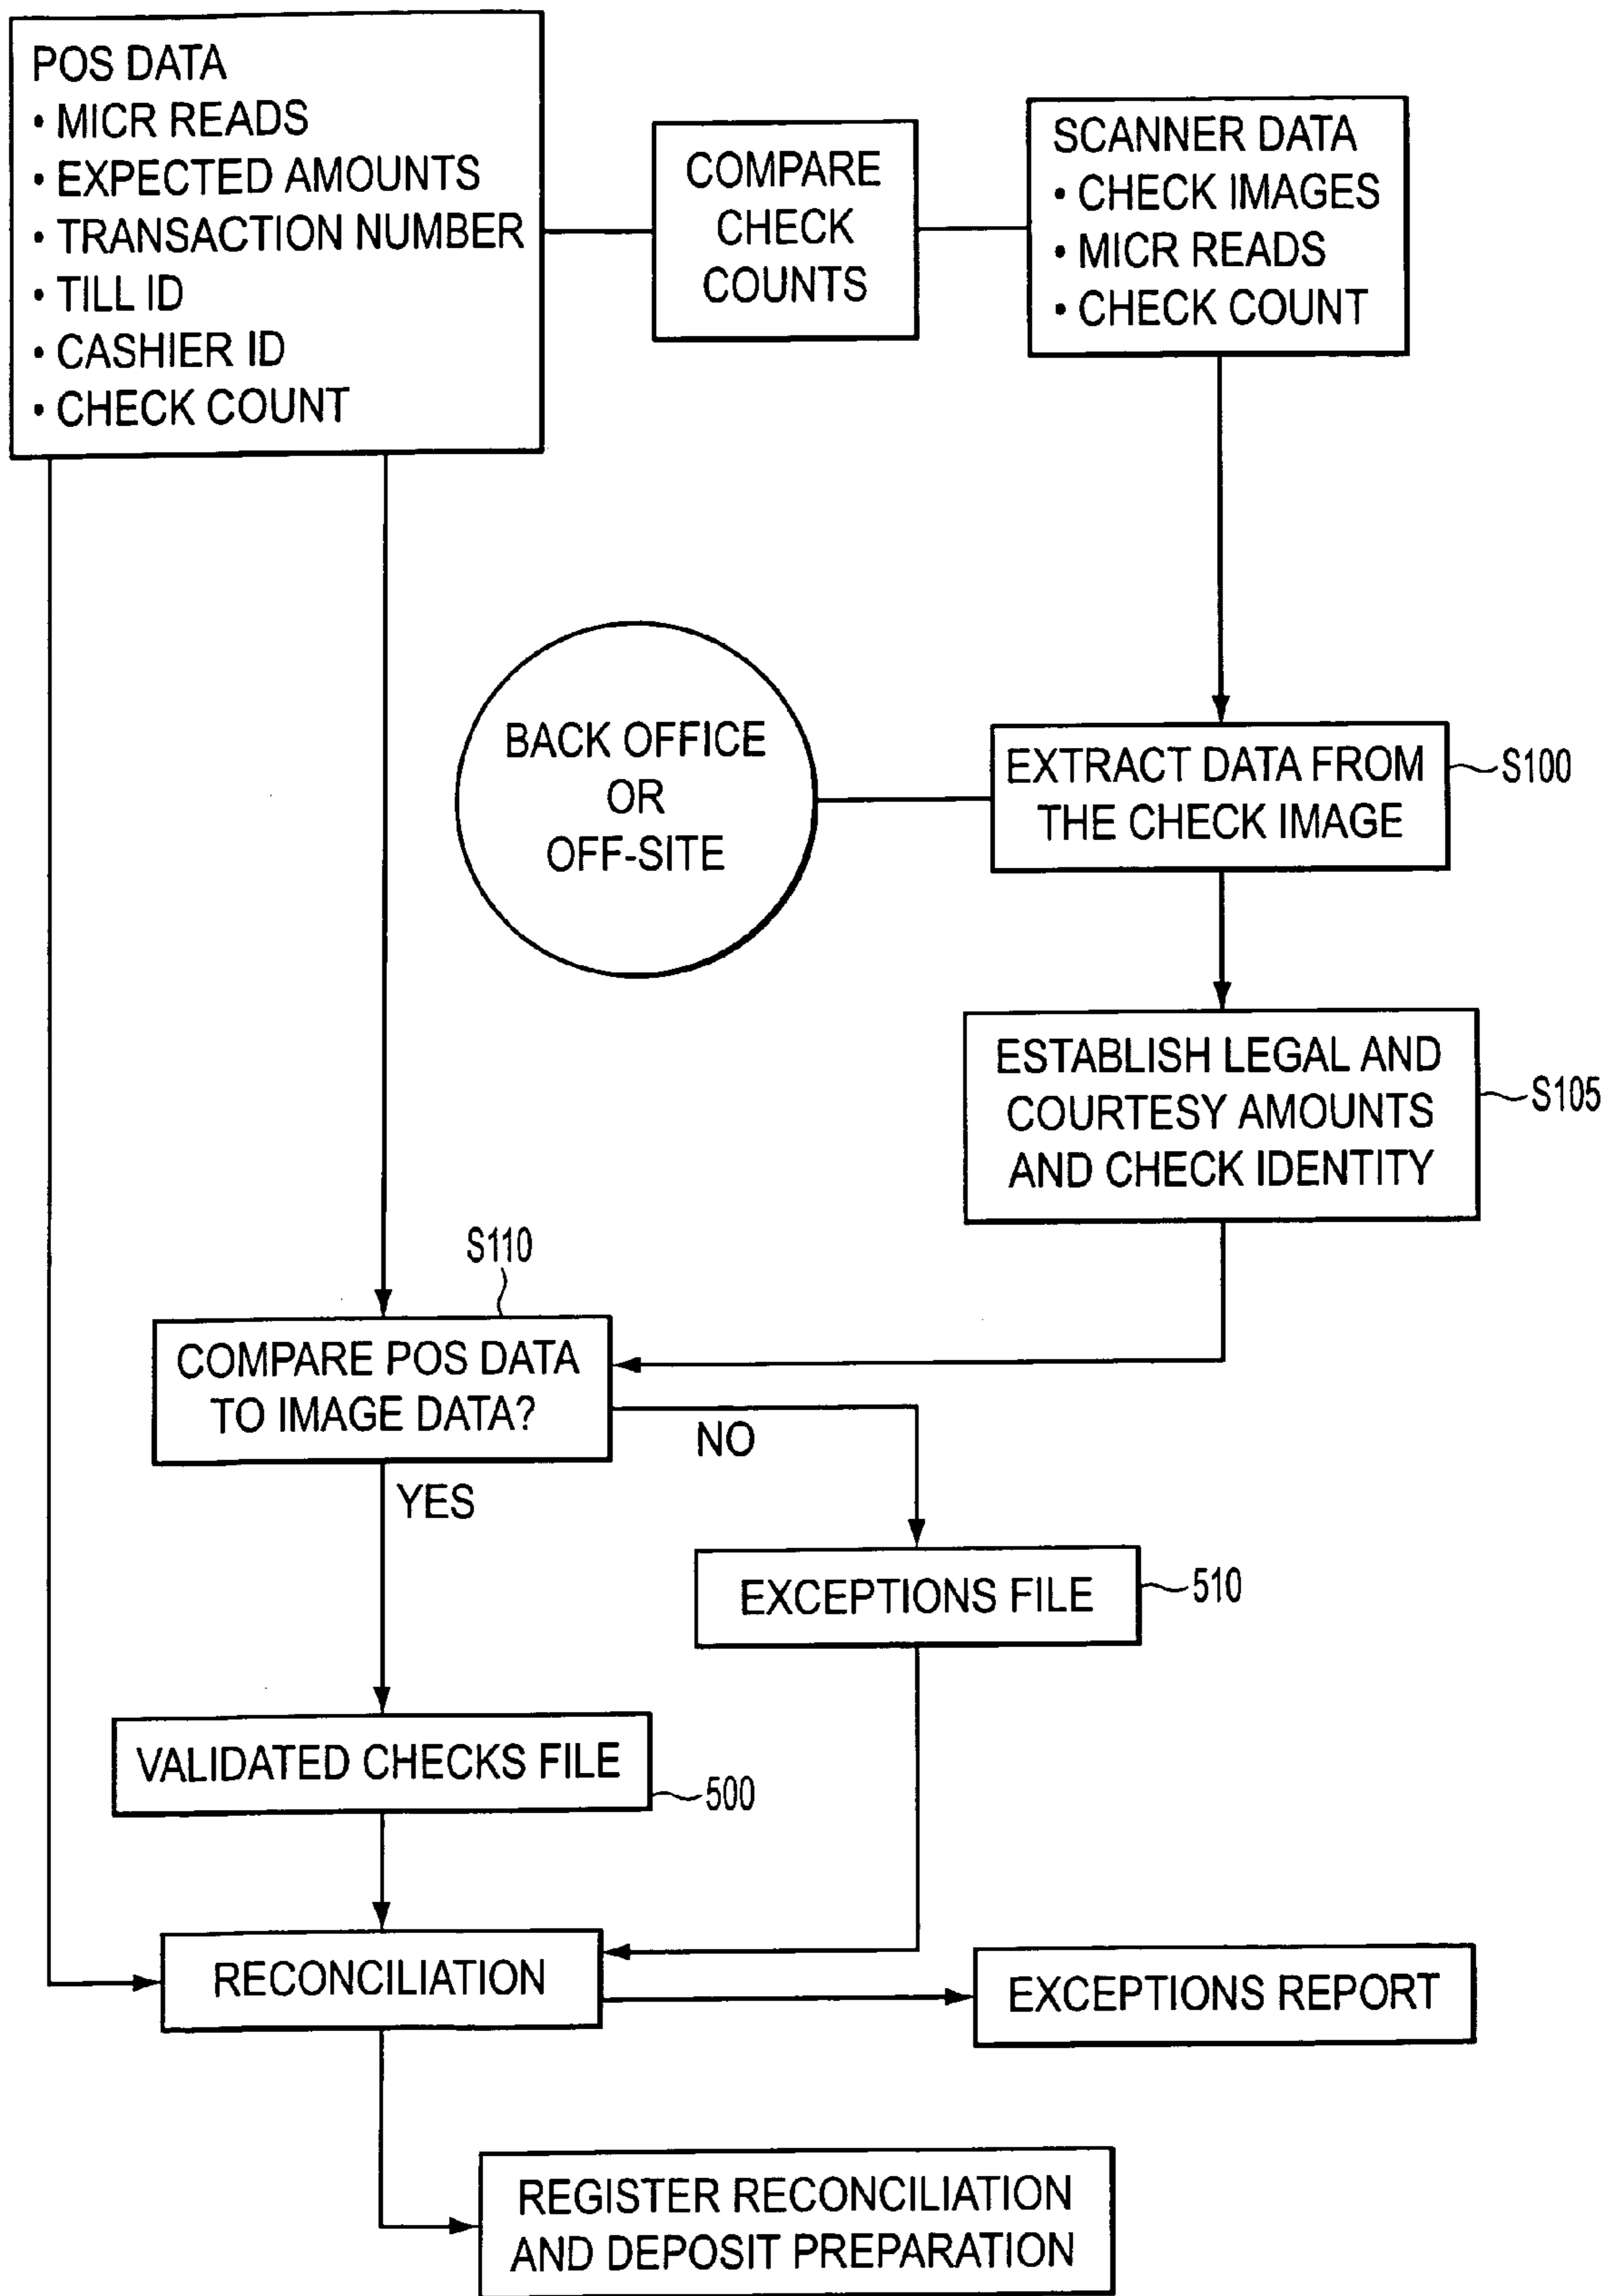 POS DATA
• MICR READS
• EXPECTED AMOUNTS
• TRANSACTION NUMBER
• TILL ID
• CASHIER ID
• CHECK COUNT
COMPARE
CHECK
COUNTS
SCANNER DATA
• CHECK IMAGES
• MICR READS
• CHECK COUNT
BACK OFFICE
OR
OFF-SITE
EXTRACT DATA FROM
THE CHECK IMAGE
S100
ESTABLISH LEGAL AND
COURTESY AMOUNTS
AND CHECK IDENTITY
S105
S110
COMPARE POS DATA
TO IMAGE DATA?
NO
YES
EXCEPTIONS FILE
510
VALIDATED CHECKS FILE
500
RECONCILIATION
EXCEPTIONS REPORT
REGISTER RECONCILIATION
AND DEPOSIT PREPARATION